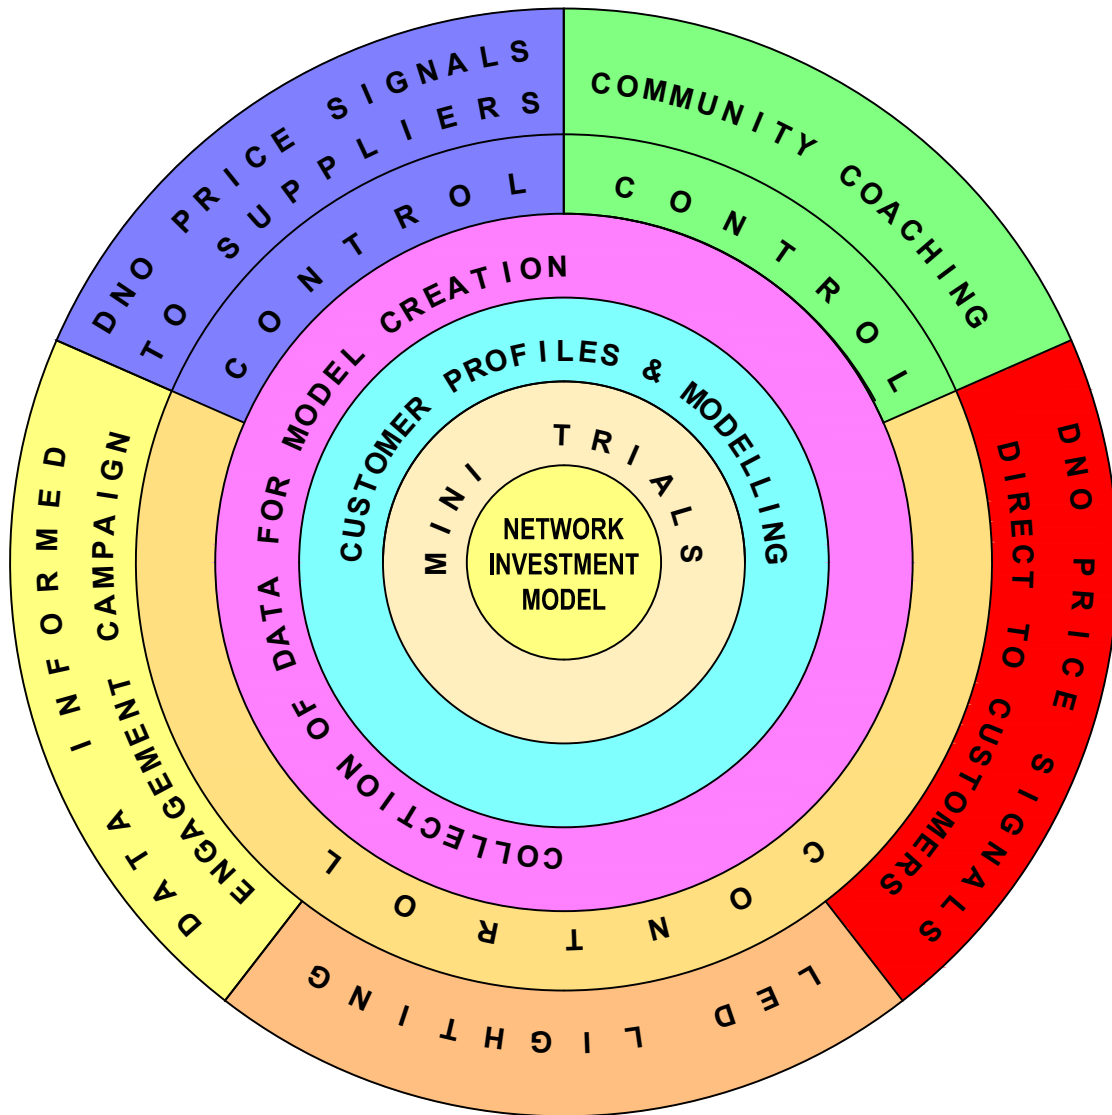 DNO PRICE SIGNALS
TO SUPPLIERS
CONTROL
COMMUNITY COACHING
CONTROL
DNO PRICE SIGNALS
DIRECT TO CUSTOMERS
LED LIGHTING
CONTROL
DATA INFORMED
ENGAGEMENT CAMPAIGN
COLLECTION OF DATA FOR MODEL CREATION
CUSTOMER PROFILES & MODELLING
MINI TRIALS
NETWORK
INVESTMENT
MODEL